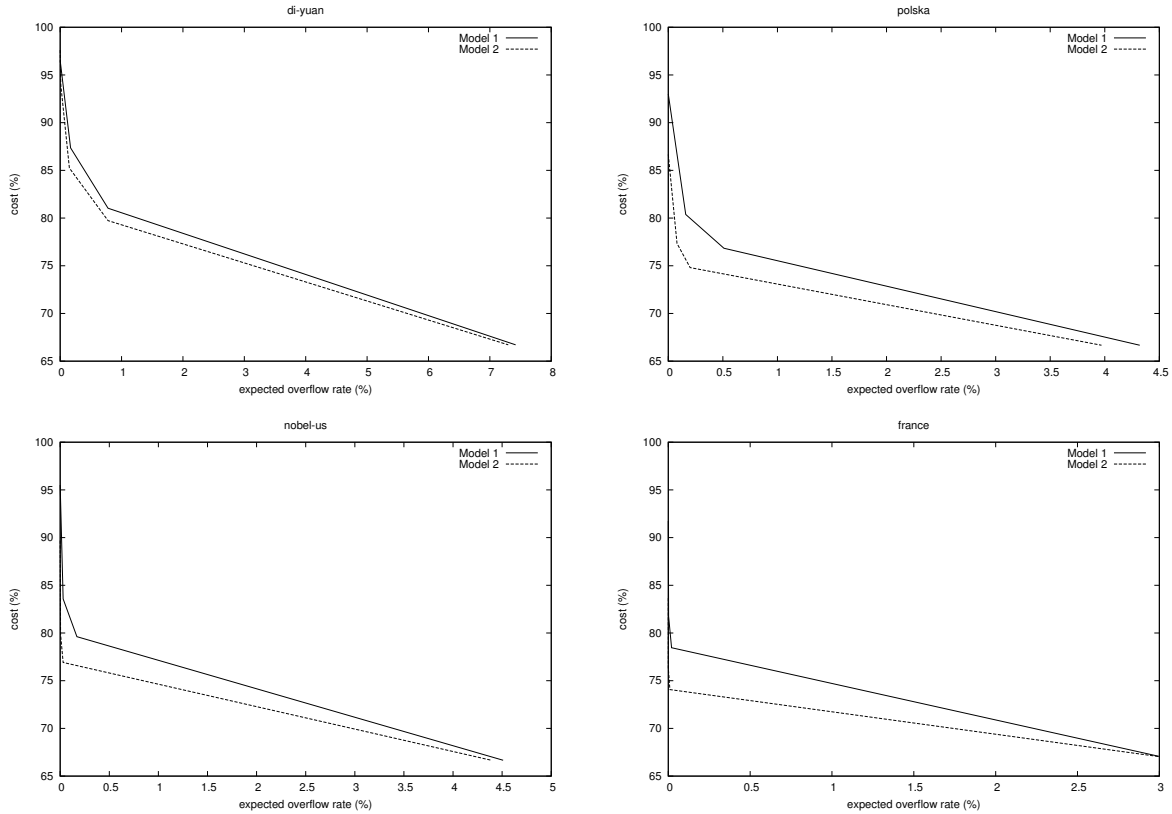 di-yuan
100
95
90
85
80
75
70
65
0 1 2 3 4 5 6 7 8
cost (%)
expected overflow rate (%)
Model 1
Model 2
polska
100
95
90
85
80
75
70
65
0 0.5 1 1.5 2 2.5 3 3.5 4 4.5
cost (%)
expected overflow rate (%)
Model 1
Model 2
nobel-us
100
95
90
85
80
75
70
65
0 0.5 1 1.5 2 2.5 3 3.5 4 4.5 5
cost (%)
expected overflow rate (%)
Model 1
Model 2
france
100
95
90
85
80
75
70
65
0 0.5 1 1.5 2 2.5 3
cost (%)
expected overflow rate (%)
Model 1
Model 2